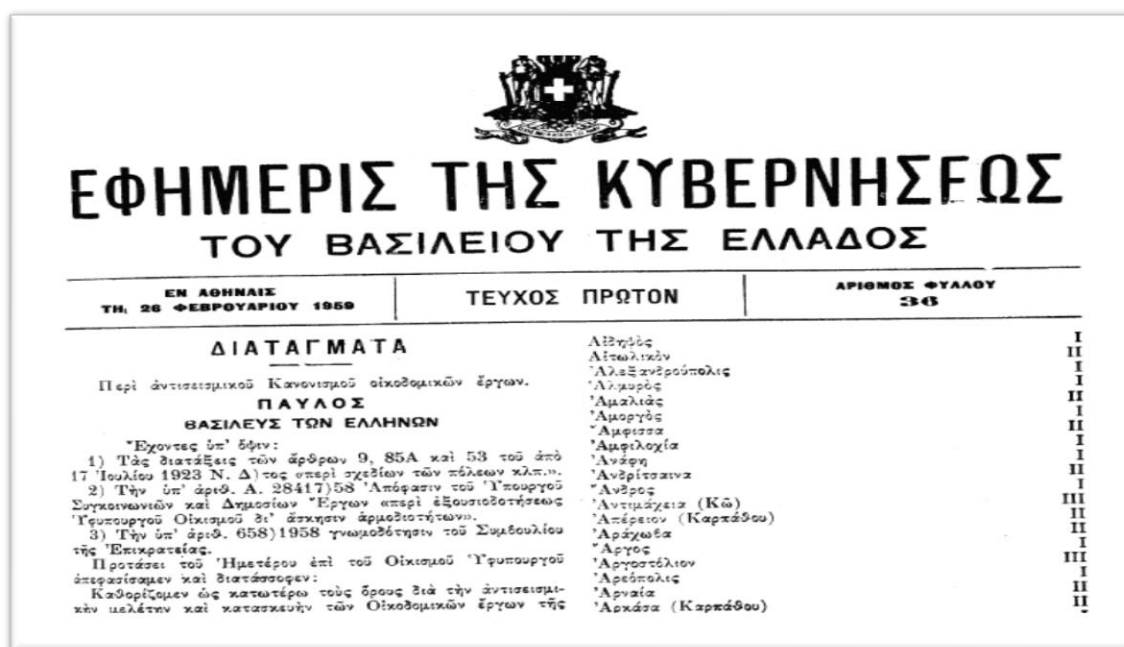 ΕΦΗΜΕΡΙΣ ΤΗΣ ΚΥΒΕΡΝΗΣΕΩΣ
ΤΟΥ ΒΑΣΙΛΕΙΟΥ ΤΗΣ ΕΛΛΑΔΟΣ
ΕΝ ΑΘΗΝΑΙΣ
ΤΗι 26 ΦΕΒΡΟΥΑΡΙΟΥ 1959
ΤΕΥΧΟΣ ΠΡΩΤΟΝ
ΑΡΙΘΜΟΣ ΦΥΛΛΟΥ
36
ΔΙΑΤΑΓΜΑΤΑ
Περὶ ἀντισεισμικοῦ Κανονισμοῦ οἰκοδομικῶν ἔργων.
ΠΑΥΛΟΣ
ΒΑΣΙΛΕΥΣ ΤΩΝ ΕΛΛΗΝΩΝ
Ἔχοντες ὑπ' ὄψιν:
1) Τὰς διατάξεις τῶν ἄρθρων 9, 85Α καὶ 53 τοῦ ἀπὸ
17 Ἰουλίου 1923 Ν. Δ)τος «περὶ σχεδίων τῶν πόλεων κλπ.».
2) Τὴν ὑπ' ἀριθ. Α. 28417)58 Ἀπόφασιν τοῦ Ὑπουργοῦ
Συγκοινωνιῶν καὶ Δημοσίων Ἔργων «περὶ ἐξουσιοδοτήσεως
Ὑφυπουργοῦ Οἰκισμοῦ δι' ἄσκησιν ἁρμοδιοτήτων».
3) Τὴν ὑπ' ἀριθ. 658)1958 γνωμοδότησιν τοῦ Συμβουλίου
τῆς Ἐπικρατείας.
Προτάσει τοῦ Ἡμετέρου ἐπὶ τοῦ Οἰκισμοῦ Ὑφυπουργοῦ
ἀπεφασίσαμεν καὶ διατάσσοφεν:
Καθορίζομεν ὡς κατωτέρω τοὺς ὅρους διὰ τὴν ἀντισεισμι-
κὴν μελέτην καὶ κατασκευὴν τῶν Οἰκοδομικῶν ἔργων τῆς
Αἰδηψὸς I
Αἰτωλικὸν II
Ἀλεξανδρούπολις I
Ἁλμυρὸς I
Ἀμαλιὰς II
Ἀμοργὸς I
Ἄμφισσα II
Ἀμφιλοχία I
Ἀνάφη I
Ἀνδρίτσαινα II
Ἄνδρος I
Ἀντιμάχεια (Κῶ) III
Ἀπέρειον (Καρπάθου) II
Ἀράχωβα II
Ἄργος I
Ἀργοστόλιον III
Ἀρεόπολις I
Ἀρναία II
Ἀρκάσα (Καρπάθου) II